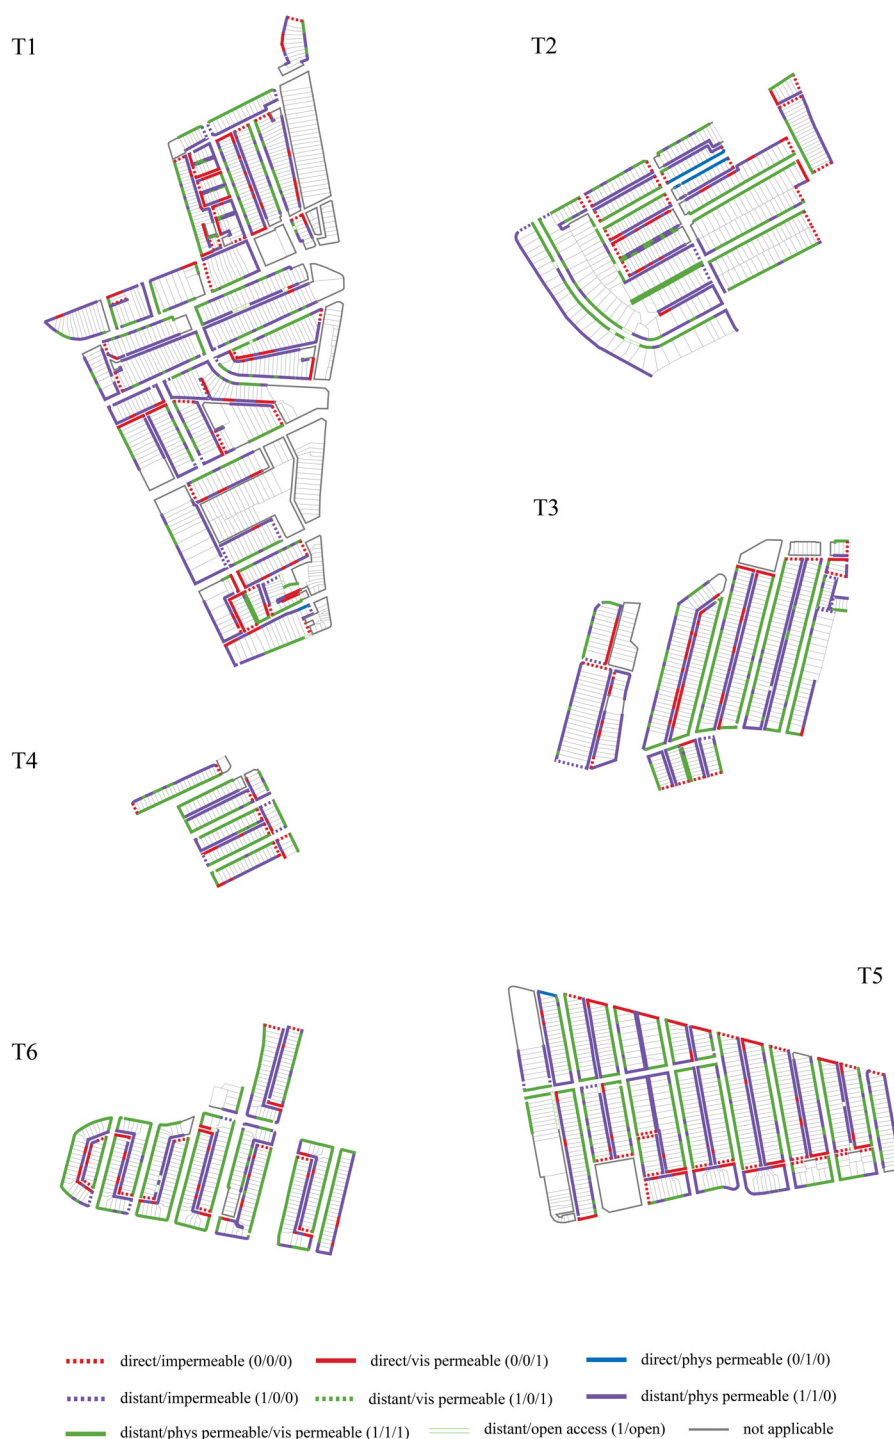 T1
T2
T3
T4
T5
T6
direct/impermeable (0/0/0) direct/vis permeable (0/0/1) direct/phys permeable (0/1/0)
distant/impermeable (1/0/0) distant/vis permeable (1/0/1) distant/phys permeable (1/1/0)
distant/phys permeable/vis permeable (1/1/1) distant/open access (1/open) not applicable